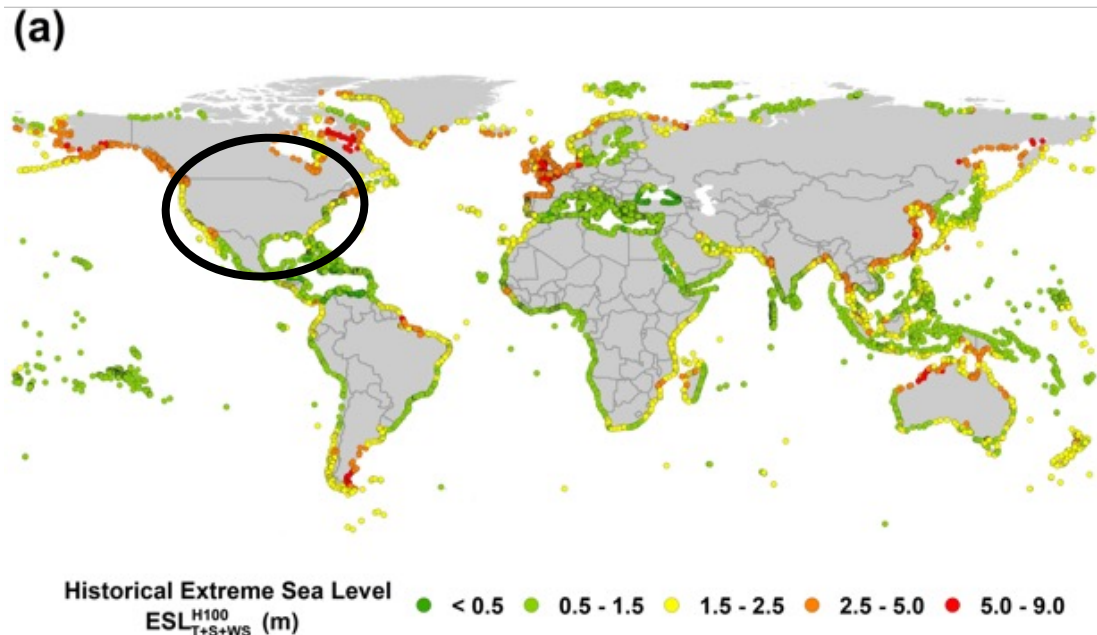 (a)
Historical Extreme Sea Level
ESL H100 T+S+WS (m)
< 0.5
0.5 - 1.5
1.5 - 2.5
2.5 - 5.0
5.0 - 9.0